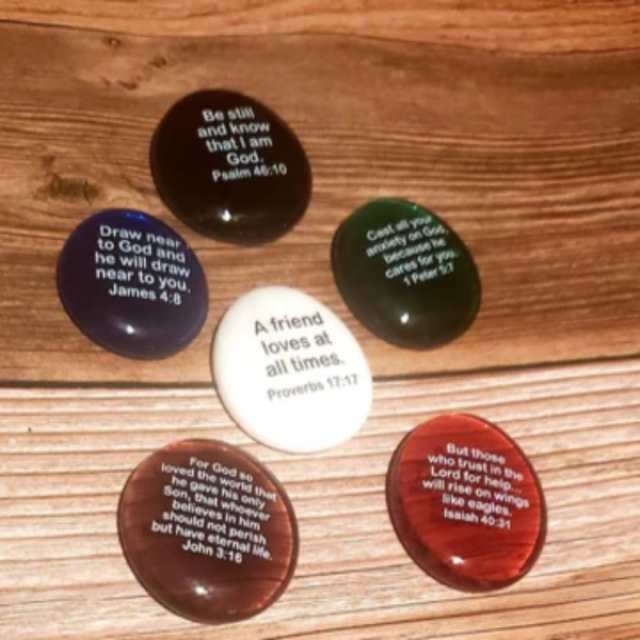 Be still
and know
that I am
God.
Psalm 46:10
Draw near
to God and
he will draw
near to you.
James 4:8
Cast all your
anxiety on God
because he
cares for you.
1 Peter 5:7
A friend
loves at
all times.
Proverbs 17:17
For God so
loved the world that
he gave his only
Son, that whoever
believes in him
should not perish
but have eternal life.
John 3:16
But those
who trust in the
Lord for help...
will rise on wings
like eagles.
Isaiah 40:31